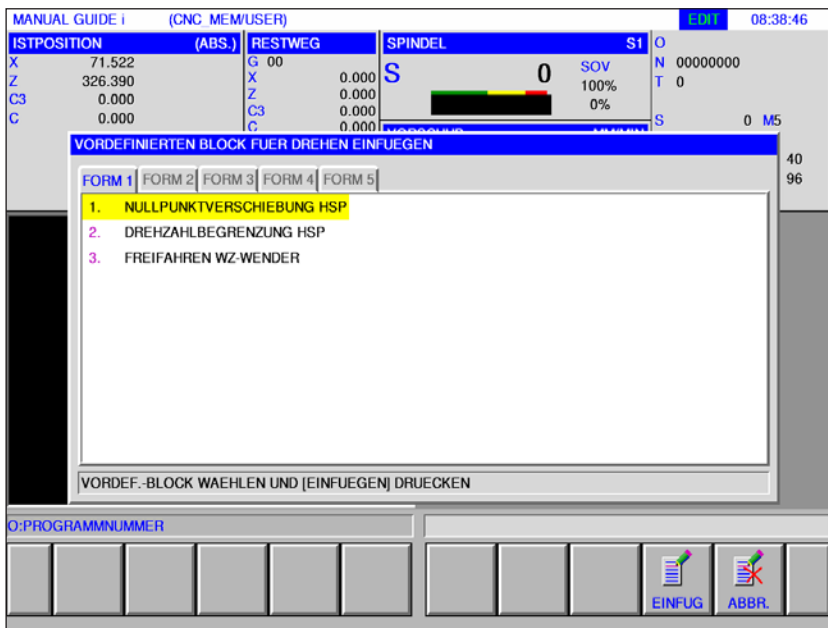 MANUAL GUIDE i (CNC_MEM/USER) EDIT 08:38:46
ISTPOSITION (ABS.) RESTWEG SPINDEL S1 O
X 71.522 G 00 N 00000000
Z 326.390 X 0.000 S 0 SOV T 0
C3 0.000 Z 0.000 100%
C 0.000 C3 0.000 0% S 0 M5
C 0.000 VORSCHUB MM/MIN
VORDEFINIERTEN BLOCK FUER DREHEN EINFUEGEN
40
FORM 1 FORM 2 FORM 3 FORM 4 FORM 5 96
1. NULLPUNKTVERSCHIEBUNG HSP
2. DREHZAHLBEGRENZUNG HSP
3. FREIFAHREN WZ-WENDER
VORDEF.-BLOCK WAEHLEN UND [EINFUEGEN] DRUECKEN
O:PROGRAMMNUMMER
EINFUG ABBR.